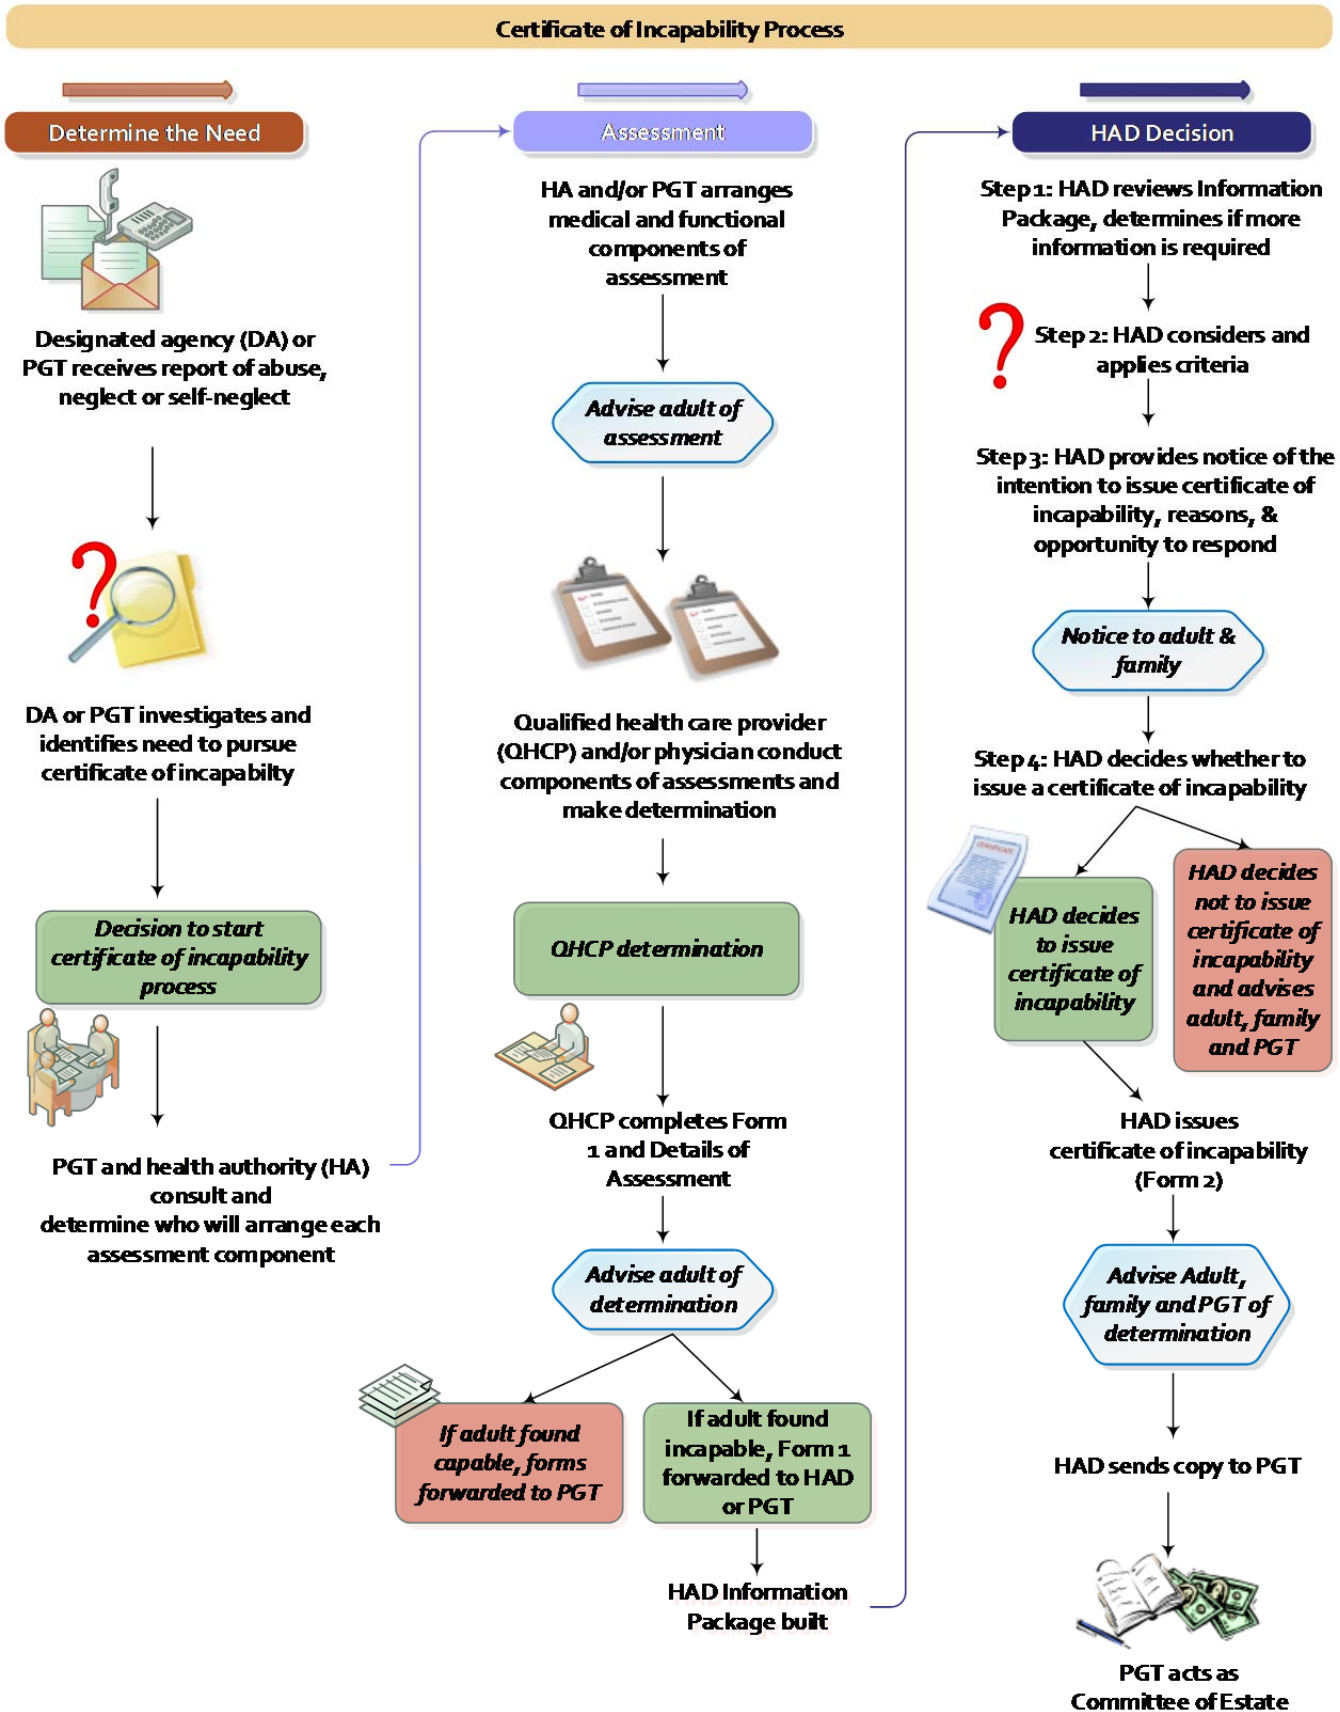 Certificate of Incapability Process
Determine the Need
Designated agency (DA) or
PGT receives report of abuse,
neglect or self-neglect
DA or PGT investigates and
identifies need to pursue
certificate of incapabilty
Decision to start
certificate of incapability
process
PGT and health authority (HA)
consult and
determine who will arrange each
assessment component
Assessment
HA and/or PGT arranges
medical and functional
components of
assessment
Advise adult of
assessment
Qualified health care provider
(QHCP) and/or physician conduct
components of assessments and
make determination
QHCP determination
QHCP completes Form
1 and Details of
Assessment
Advise adult of
determination
If adult found
capable, forms
forwarded to PGT
If adult found
incapable, Form 1
forwarded to HAD
or PGT
HAD Information
Package built
HAD Decision
Step 1: HAD reviews Information
Package, determines if more
information is required
Step 2: HAD considers and
applies criteria
Step 3: HAD provides notice of the
intention to issue certificate of
incapability, reasons, &
opportunity to respond
Notice to adult &
family
Step 4: HAD decides whether to
issue a certificate of incapability
CERTIFICATE
HAD decides
to issue
certificate of
incapability
HAD decides
not to issue
certificate of
incapability
and advises
adult, family
and PGT
HAD issues
certificate of incapability
(Form 2)
Advise Adult,
family and PGT of
determination
HAD sends copy to PGT
PGT acts as
Committee of Estate